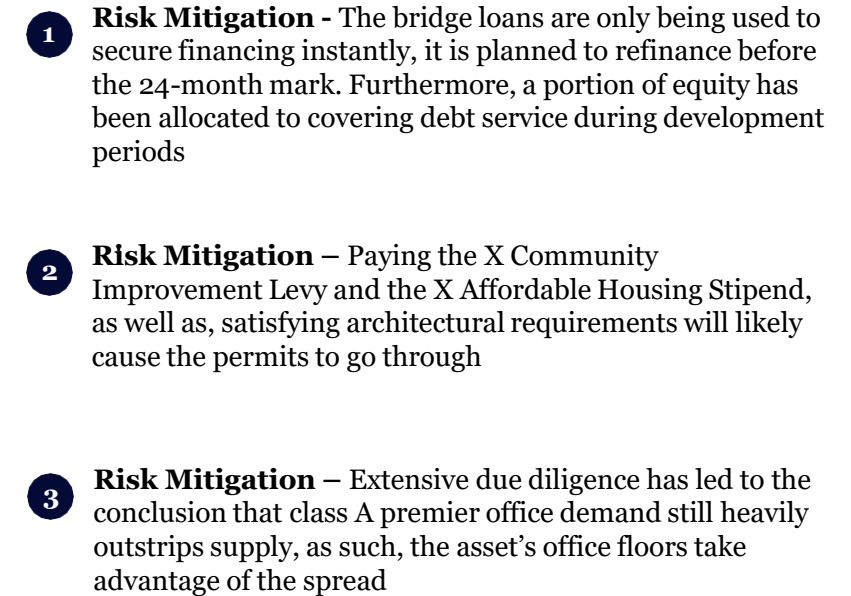 1
Risk Mitigation - The bridge loans are only being used to
secure financing instantly, it is planned to refinance before
the 24-month mark. Furthermore, a portion of equity has
been allocated to covering debt service during development
periods
2
Risk Mitigation – Paying the X Community
Improvement Levy and the X Affordable Housing Stipend,
as well as, satisfying architectural requirements will likely
cause the permits to go through
3
Risk Mitigation – Extensive due diligence has led to the
conclusion that class A premier office demand still heavily
outstrips supply, as such, the asset’s office floors take
advantage of the spread